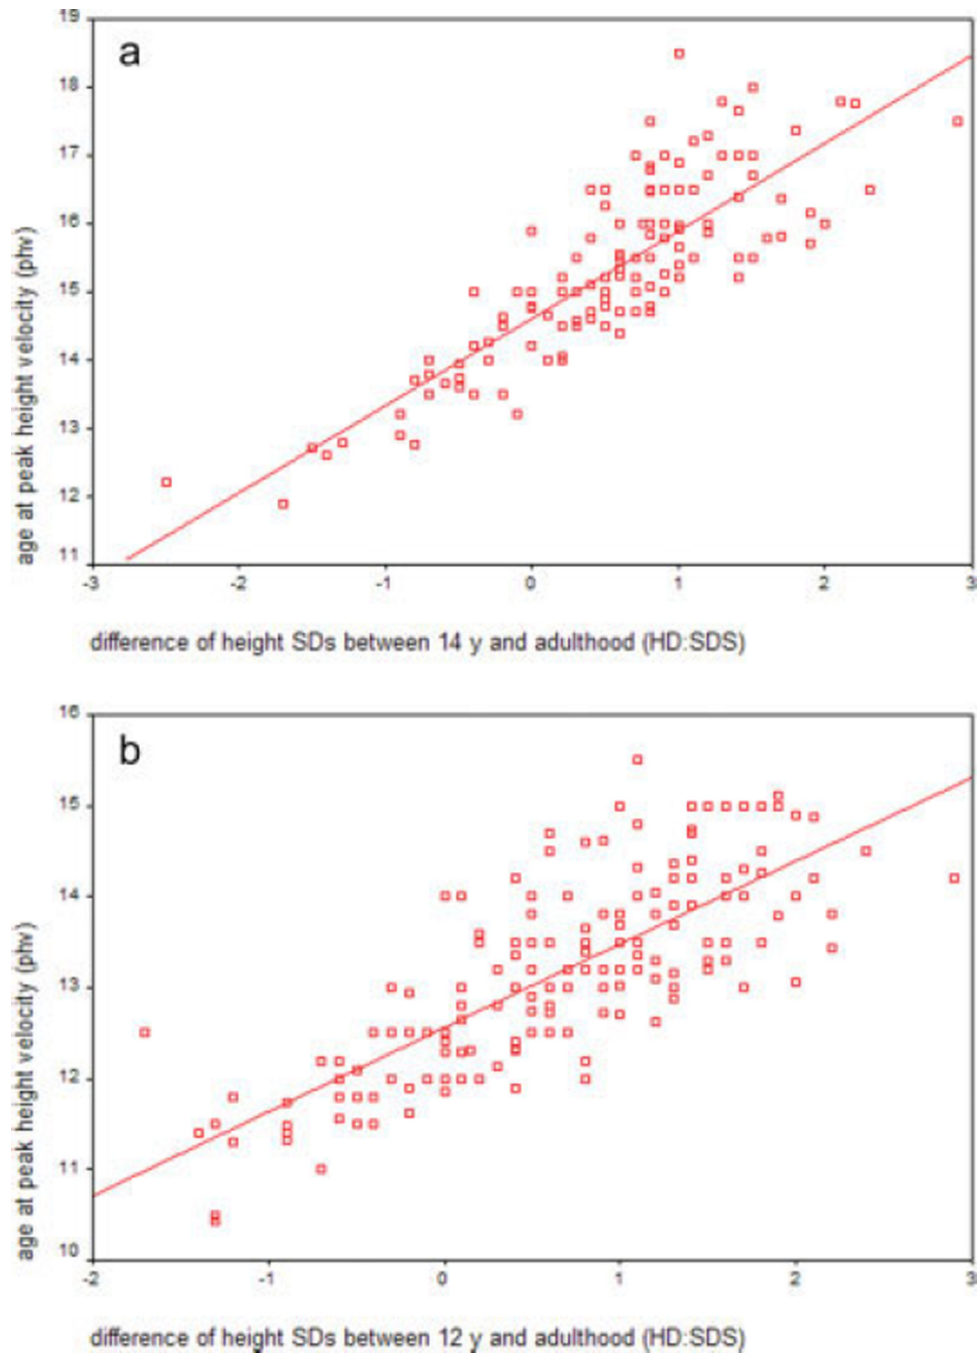 a
19
18
17
16
15
14
13
12
11
-3 -2 -1 0 1 2 3
age at peak height velocity (phv)
difference of height SDs between 14 y and adulthood (HD:SDS)
b
16
15
14
13
12
11
10
-2 -1 0 1 2 3
age at peak height velocity (phv)
difference of height SDs between 12 y and adulthood (HD:SDS)